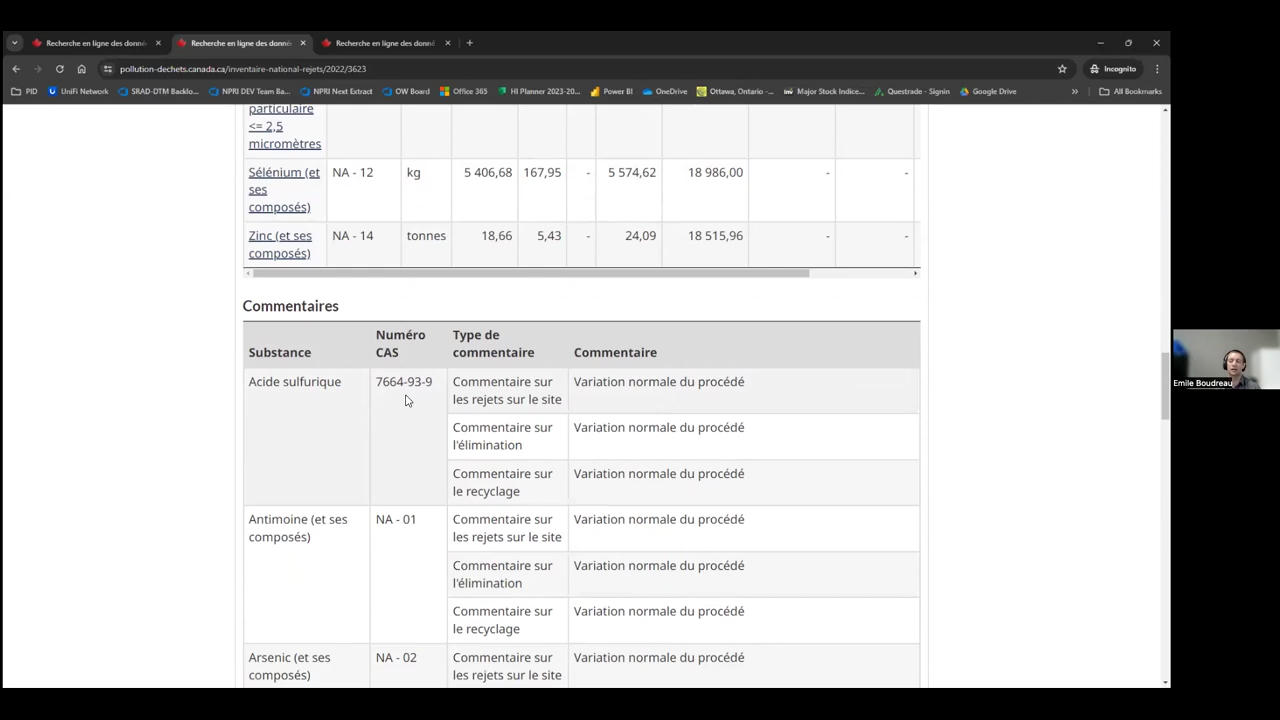 Recherche en ligne des donné
Recherche en ligne des donné
Recherche en ligne des donné
pollution-dechets.canada.ca/inventaire-national-rejets/2022/3623
Incognito
PID
UniFi Network
SRAD-DTM Backlo...
NPRI DEV Team Ba...
NPRI Next Extract
OW Board
Office 365
HI Planner 2023-20...
Power BI
OneDrive
Ottawa, Ontario -...
Major Stock Indice...
Questrade - Signin
Google Drive
All Bookmarks
particulaire
<= 2,5
micromètres
Sélénium (et NA - 12 kg 5 406,68 167,95 - 5 574,62 18 986,00 - -
ses
composés)
Zinc (et ses NA - 14 tonnes 18,66 5,43 - 24,09 18 515,96 - -
composés)
Commentaires
Numéro Type de
Substance CAS commentaire Commentaire
Acide sulfurique 7664-93-9 Commentaire sur Variation normale du procédé
les rejets sur le site
Commentaire sur Variation normale du procédé
l'élimination
Commentaire sur Variation normale du procédé
le recyclage
Antimoine (et ses NA - 01 Commentaire sur Variation normale du procédé
composés) les rejets sur le site
Commentaire sur Variation normale du procédé
l'élimination
Commentaire sur Variation normale du procédé
le recyclage
Arsenic (et ses NA - 02 Commentaire sur Variation normale du procédé
composés) les rejets sur le site
Emile Boudreau